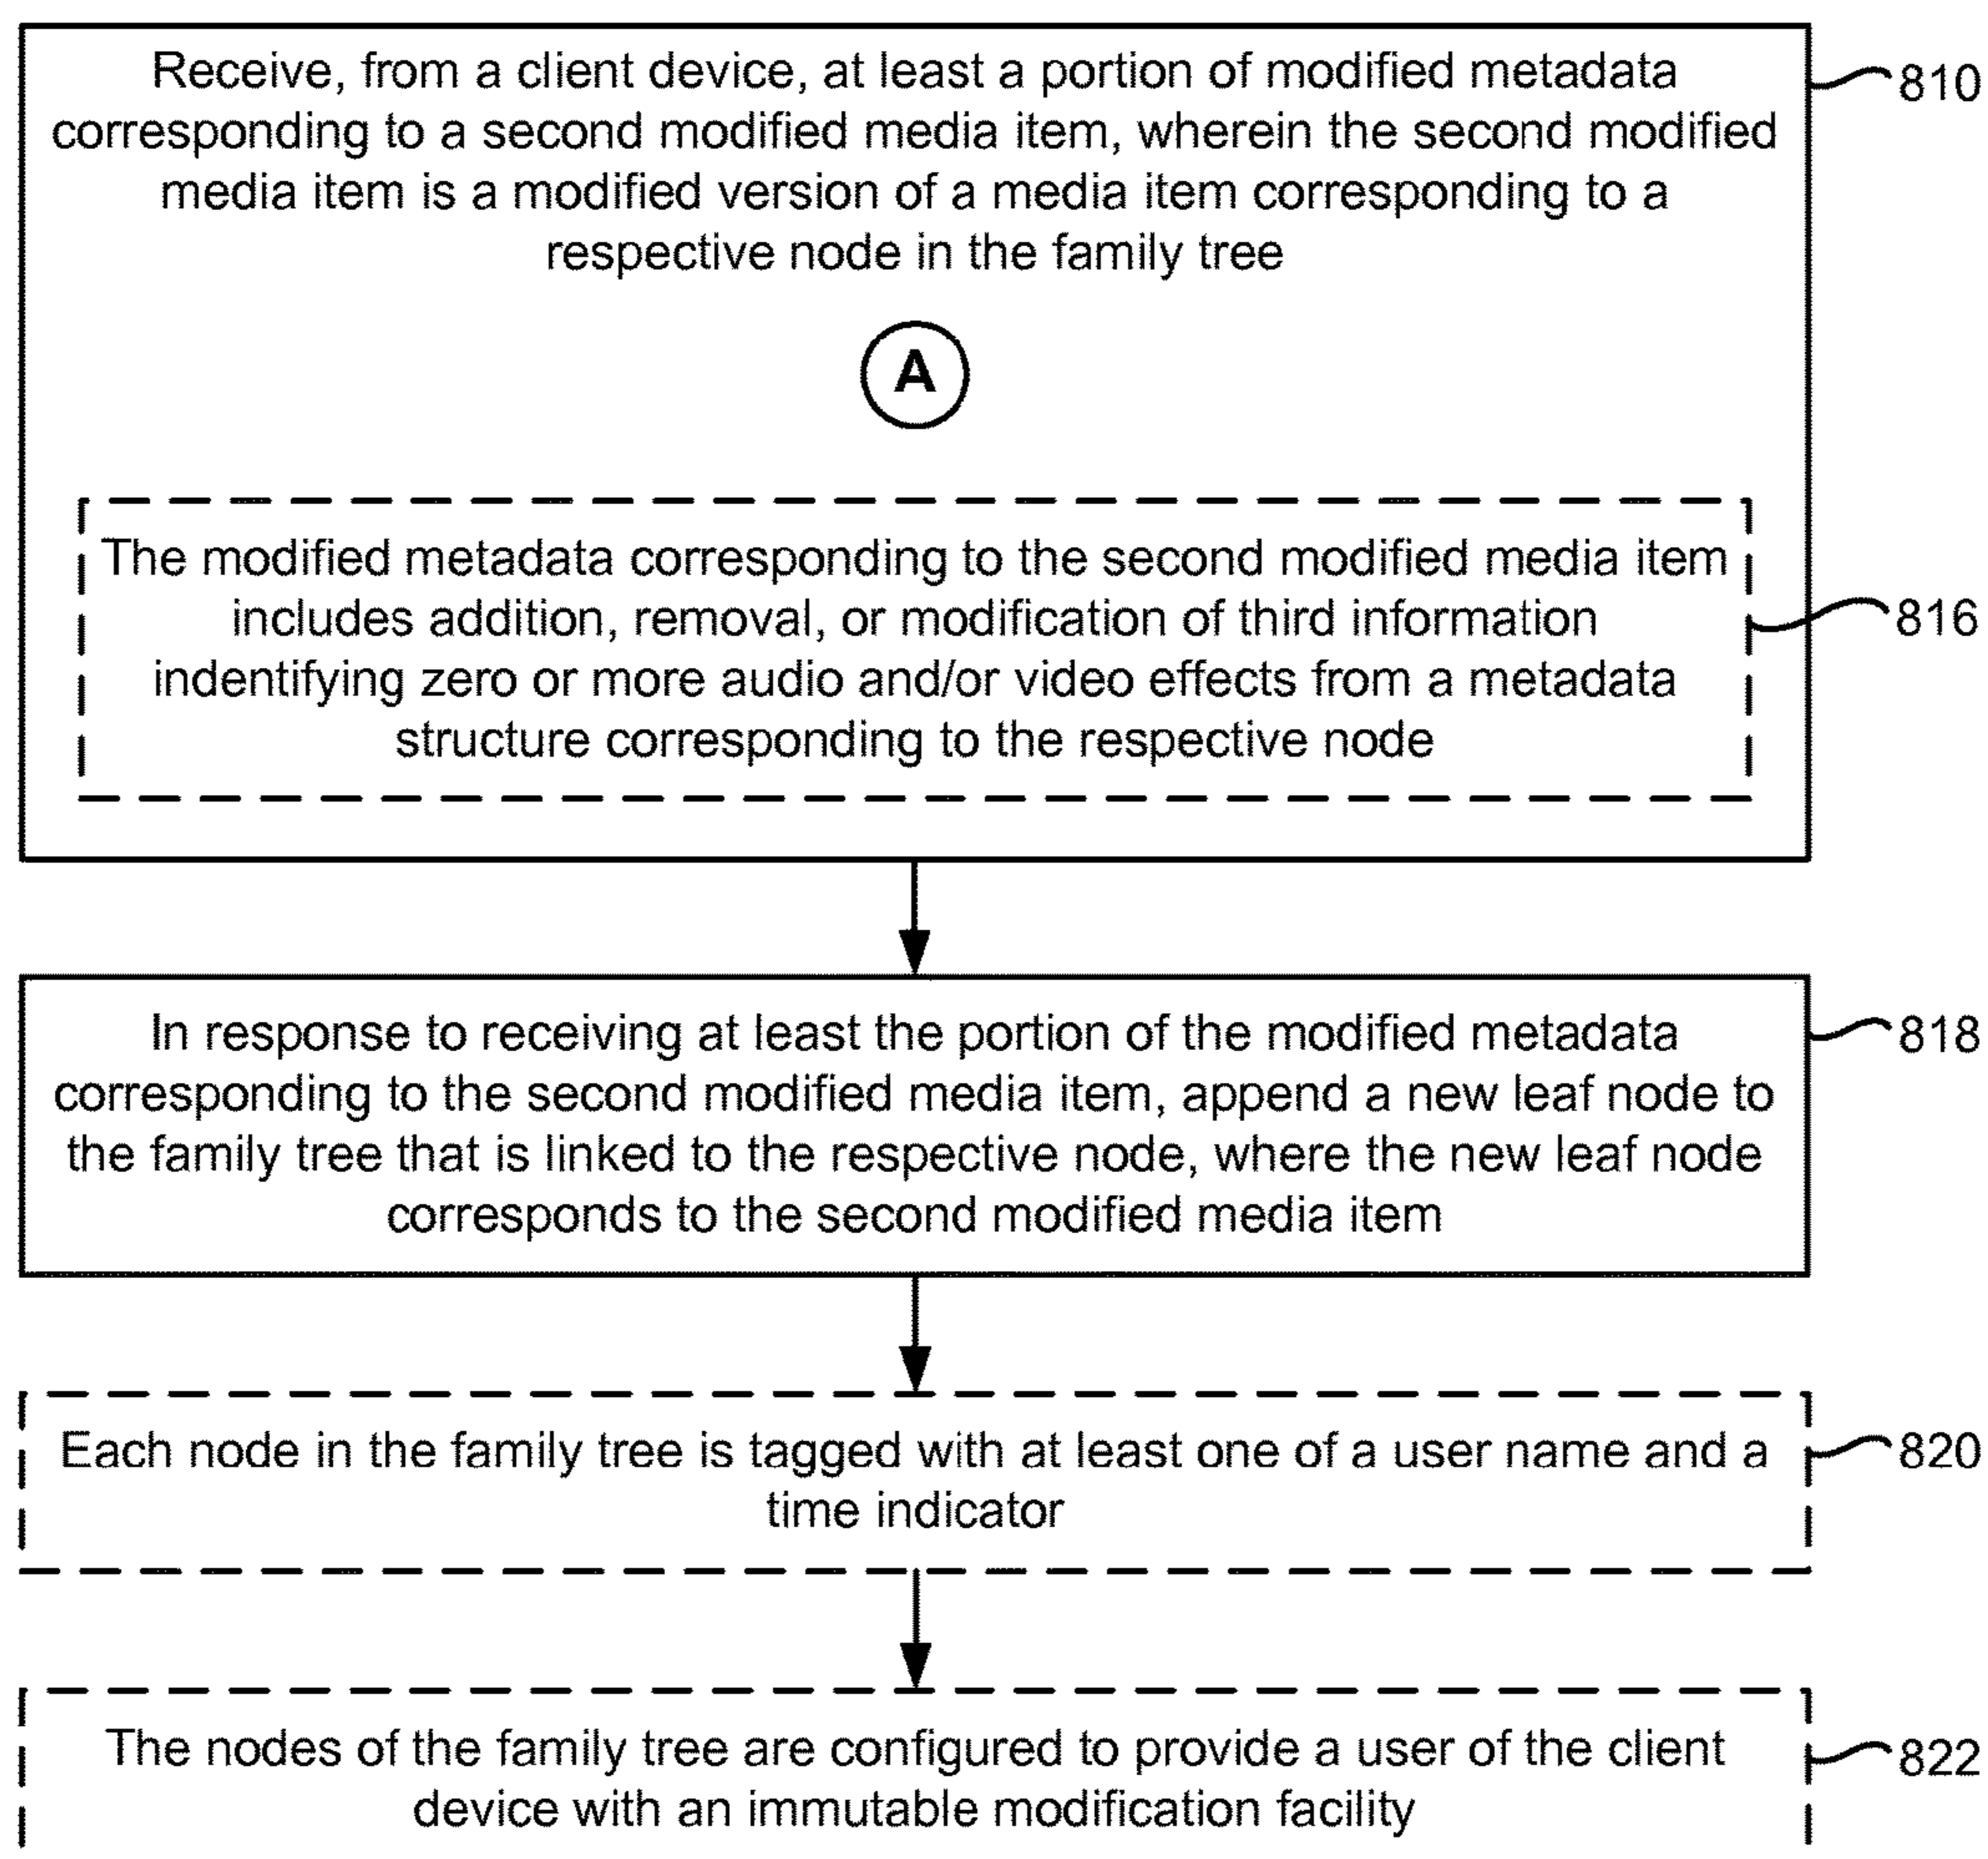 Receive, from a client device, at least a portion of modified metadata
corresponding to a second modified media item, wherein the second modified
media item is a modified version of a media item corresponding to a
respective node in the family tree
810
A
The modified metadata corresponding to the second modified media item
includes addition, removal, or modification of third information
indentifying zero or more audio and/or video effects from a metadata
structure corresponding to the respective node
816
In response to receiving at least the portion of the modified metadata
corresponding to the second modified media item, append a new leaf node to
the family tree that is linked to the respective node, where the new leaf node
corresponds to the second modified media item
818
Each node in the family tree is tagged with at least one of a user name and a
time indicator
820
The nodes of the family tree are configured to provide a user of the client
device with an immutable modification facility
822